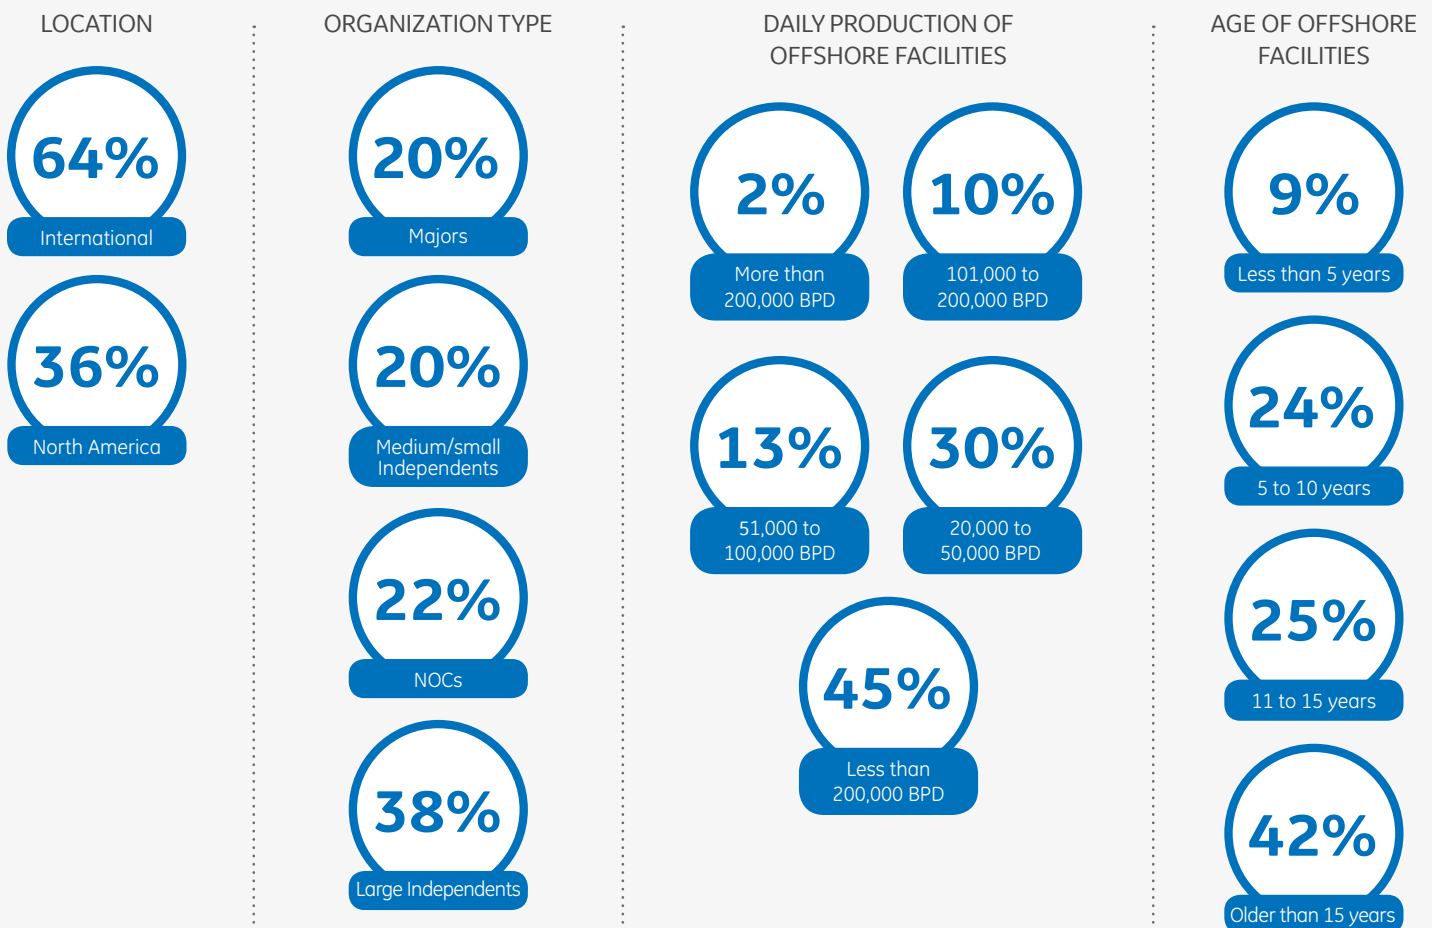 LOCATION
64%
International
36%
North America
ORGANIZATION TYPE
20%
Majors
20%
Medium/small
Independents
22%
NOCs
38%
Large Independents
DAILY PRODUCTION OF
OFFSHORE FACILITIES
2%
More than
200,000 BPD
10%
101,000 to
200,000 BPD
13%
51,000 to
100,000 BPD
30%
20,000 to
50,000 BPD
45%
Less than
200,000 BPD
AGE OF OFFSHORE
FACILITIES
9%
Less than 5 years
24%
5 to 10 years
25%
11 to 15 years
42%
Older than 15 years